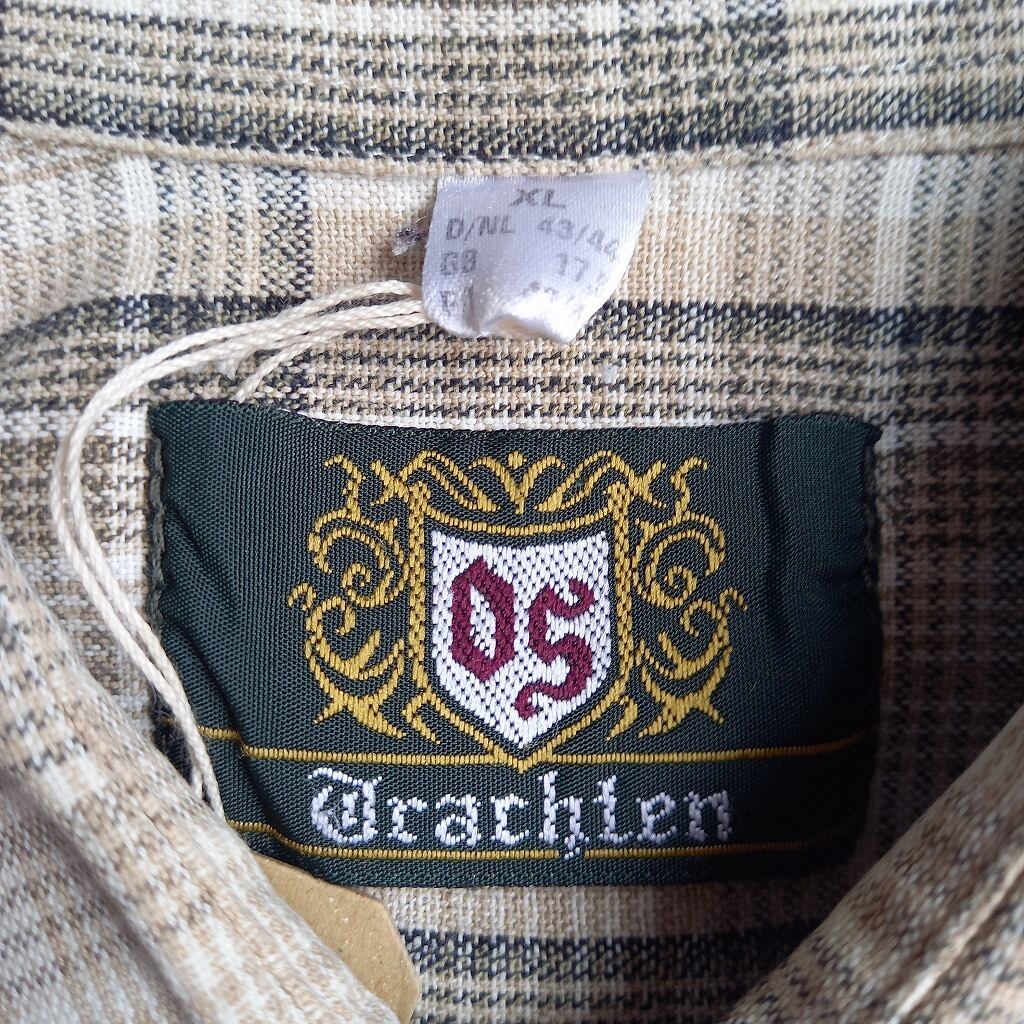 XL
D/NL 43/44
GB 17
OS
Trachten